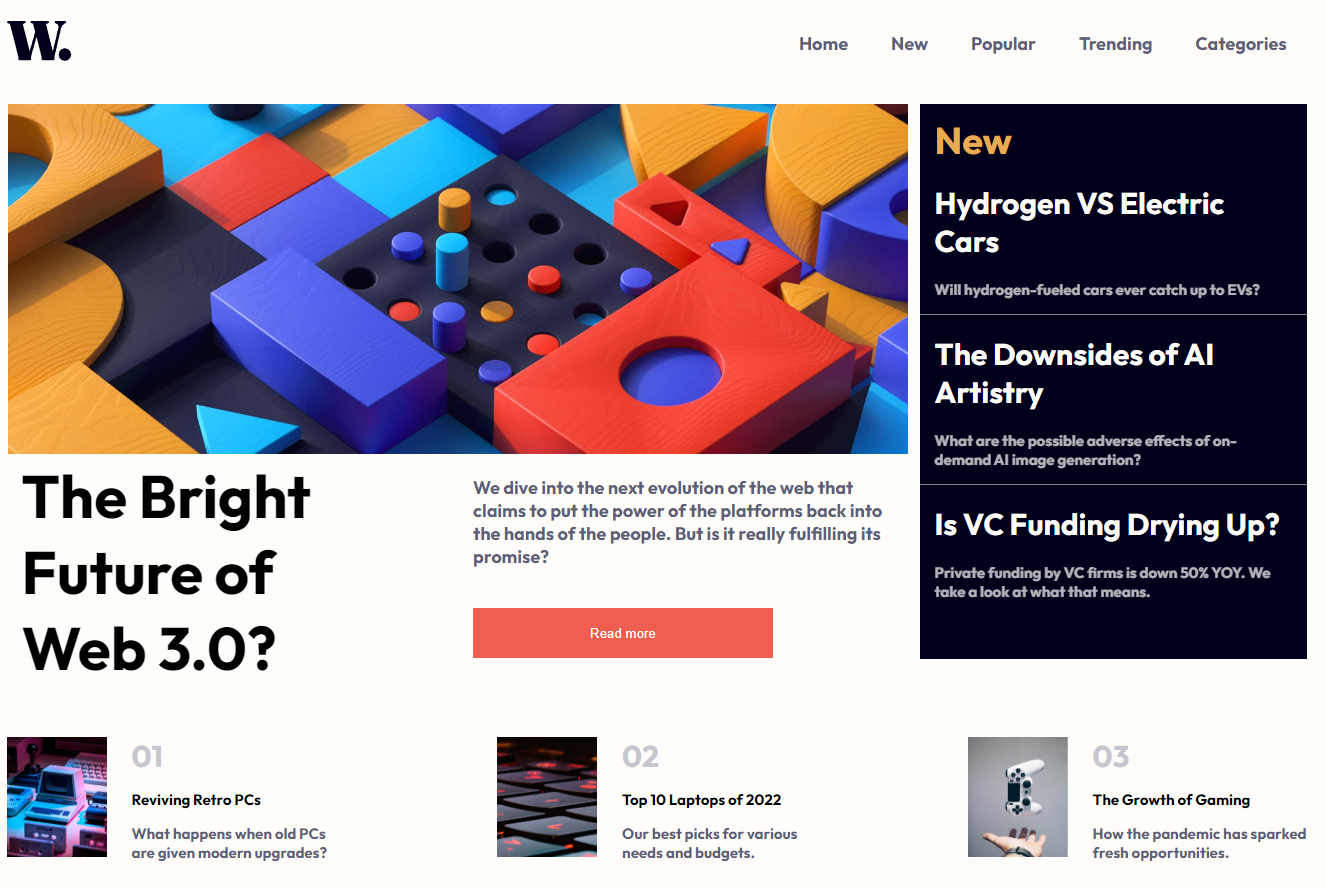 W.
Home New Popular Trending Categories
New
Hydrogen VS Electric
Cars
Will hydrogen-fueled cars ever catch up to EVs?
The Downsides of AI
Artistry
What are the possible adverse effects of on-
demand AI image generation?
Is VC Funding Drying Up?
Private funding by VC firms is down 50% YOY. We
take a look at what that means.
The Bright
Future of
Web 3.0?
We dive into the next evolution of the web that
claims to put the power of the platforms back into
the hands of the people. But is it really fulfilling its
promise?
Read more
01
Reviving Retro PCs
What happens when old PCs
are given modern upgrades?
02
Top 10 Laptops of 2022
Our best picks for various
needs and budgets.
03
The Growth of Gaming
How the pandemic has sparked
fresh opportunities.